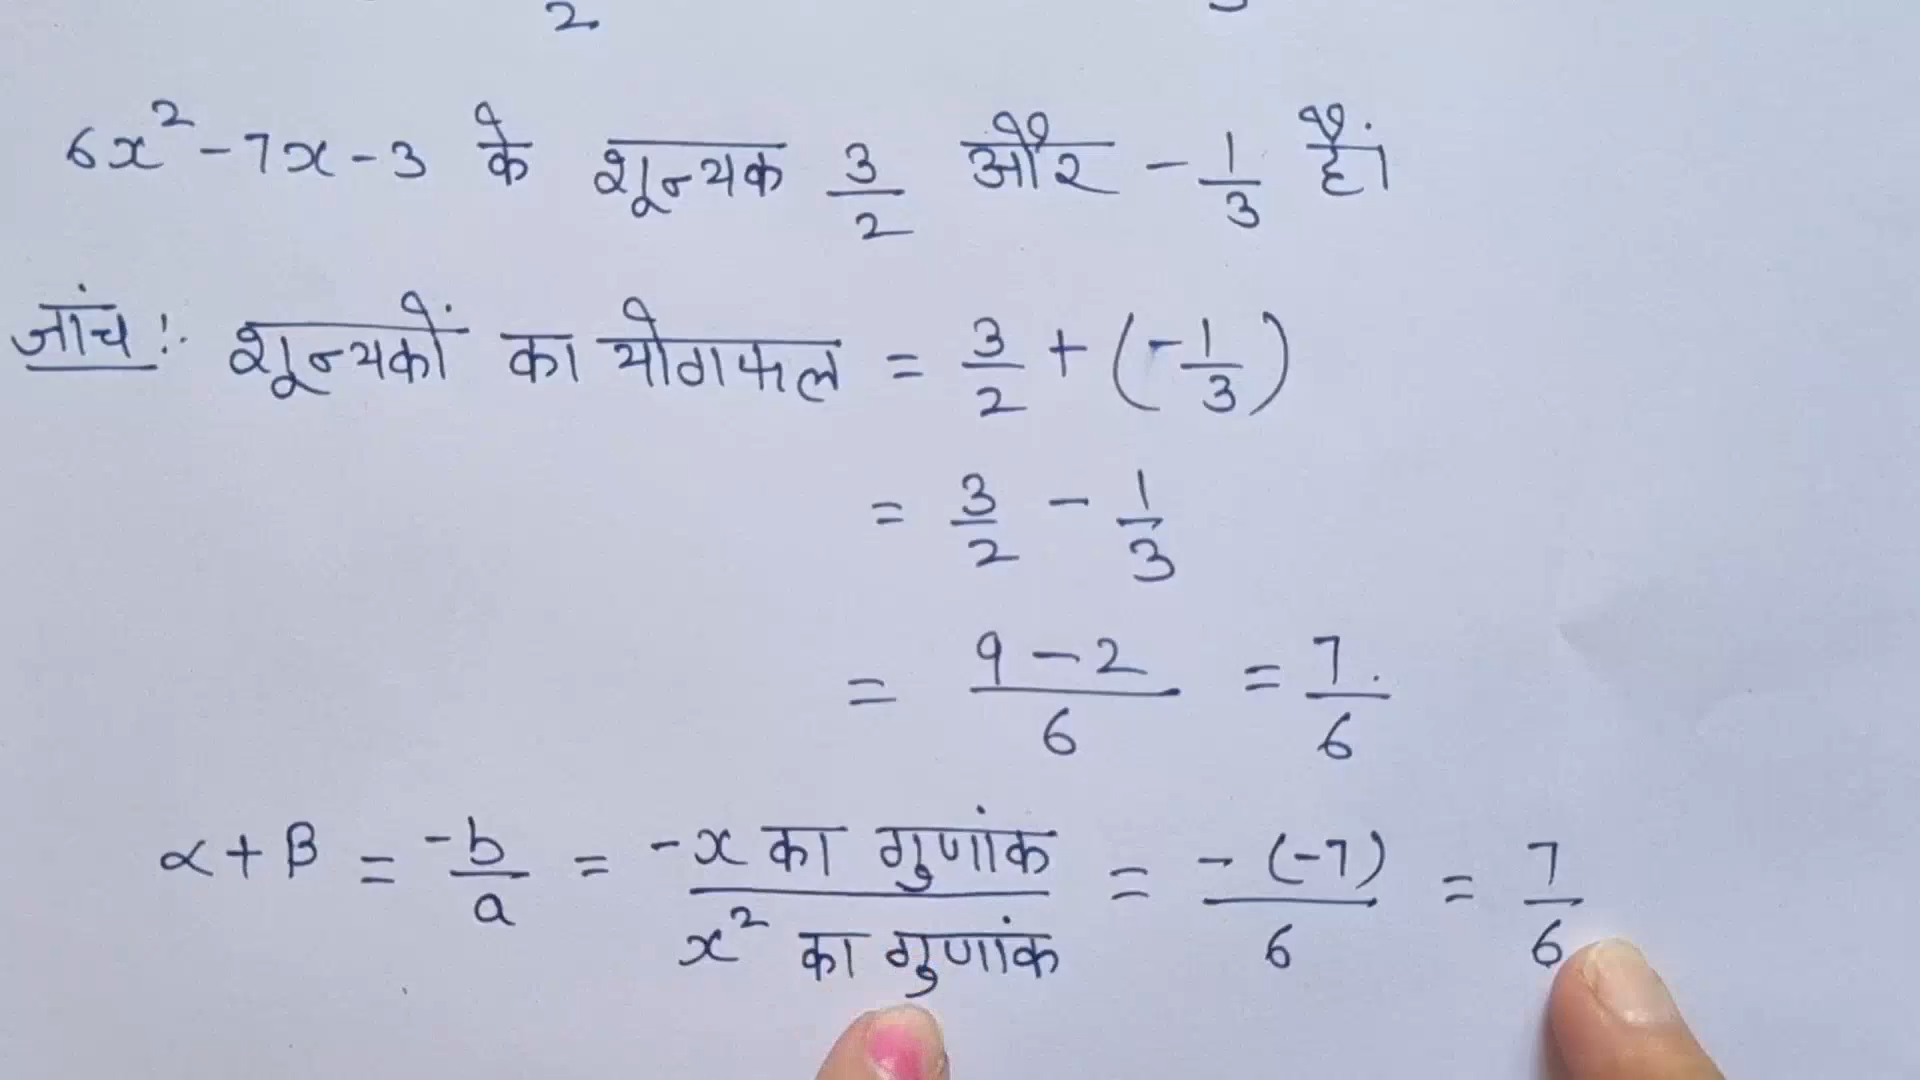 2
6x² - 7x - 3 के शून्यक 3/2 और - 1/3 हैं।
जांच :- शून्यकों का योगफल = 3/2 + (-1/3)
= 3/2 - 1/3
= (9 - 2)/6 = 7/6
α + β = -b/a = -x का गुणांक / x² का गुणांक = -(-7)/6 = 7/6